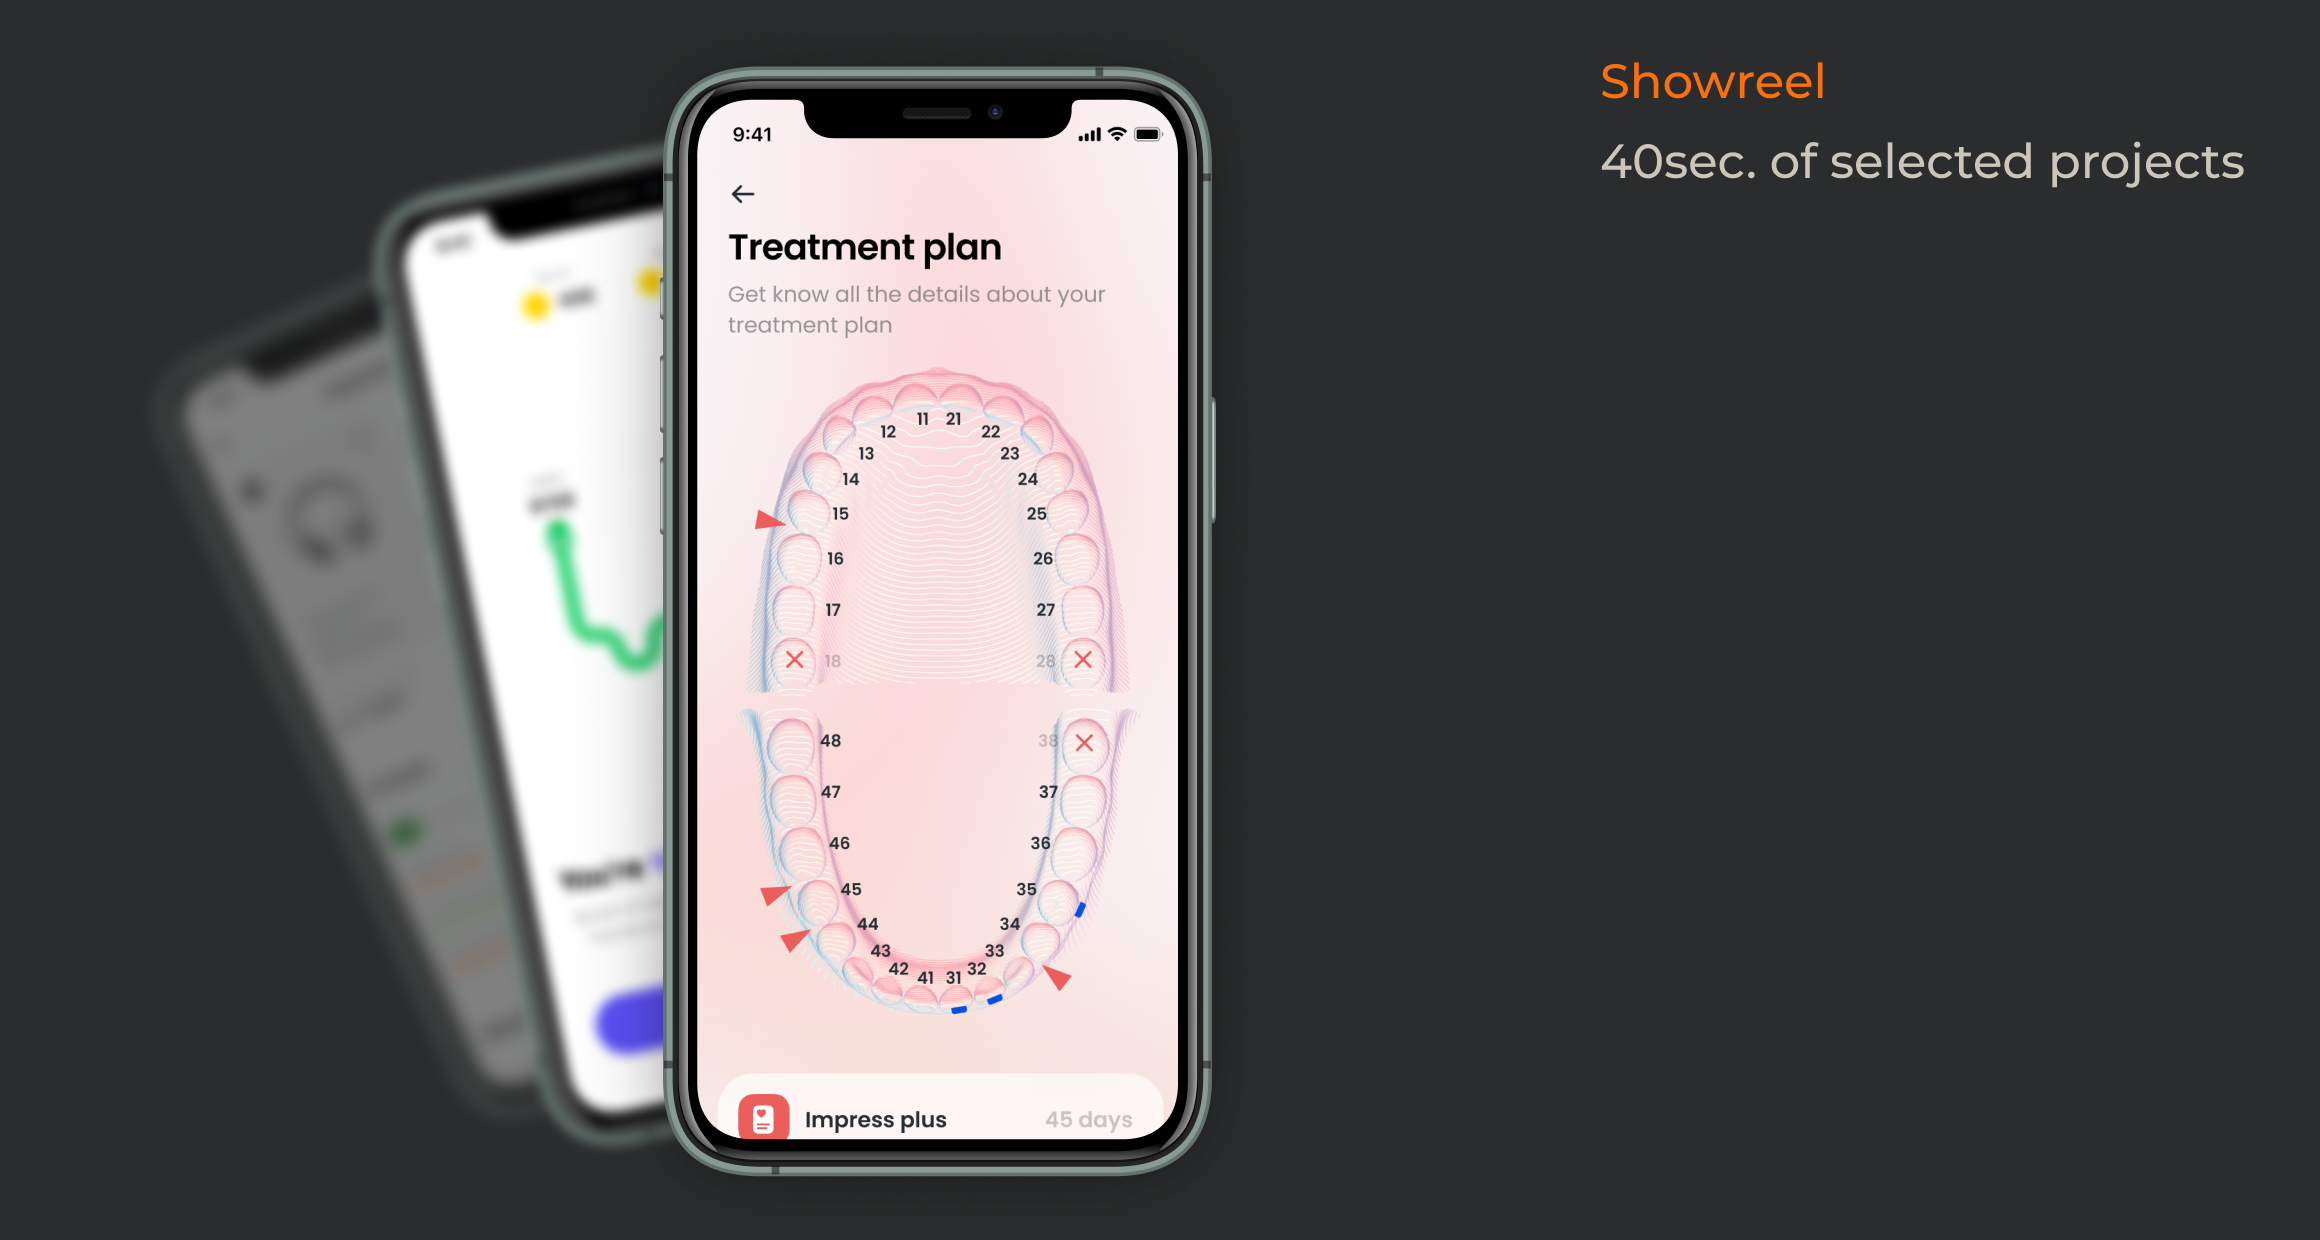 Showreel
40sec. of selected projects
9:41
Treatment plan
Get know all the details about your
treatment plan
11 21
12 22
13 23
14 24
15 25
16 26
17 27
18 28
48 38
47 37
46 36
45 35
44 34
43 33
42 32
41 31
Impress plus 45 days
You're